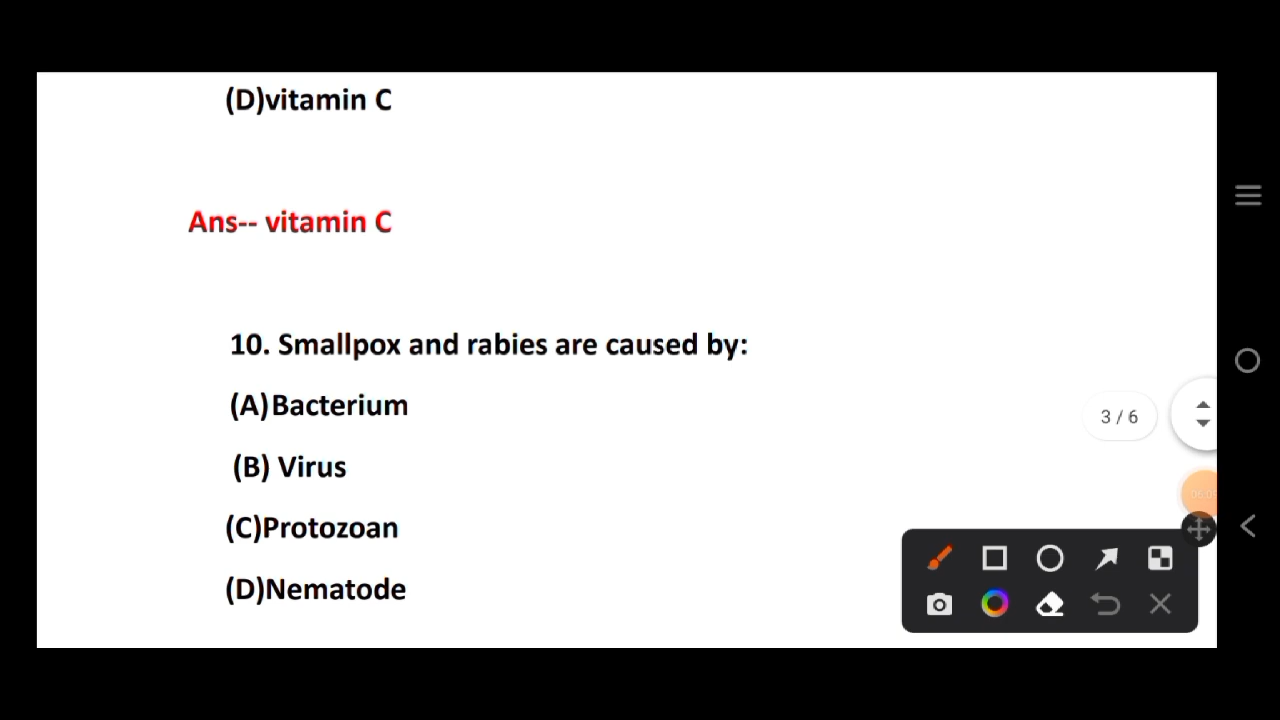 (D)vitamin C
Ans-- vitamin C
10. Smallpox and rabies are caused by:
(A)Bacterium
(B) Virus
(C)Protozoan
(D)Nematode
3 / 6